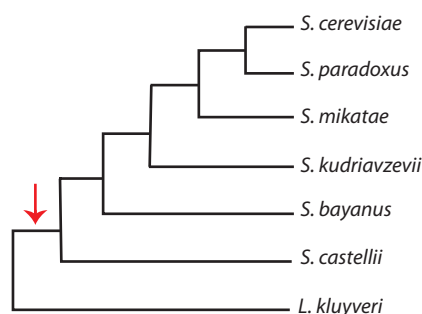 S. cerevisiae
S. paradoxus
S. mikatae
S. kudriavzevii
S. bayanus
S. castellii
L. kluyveri